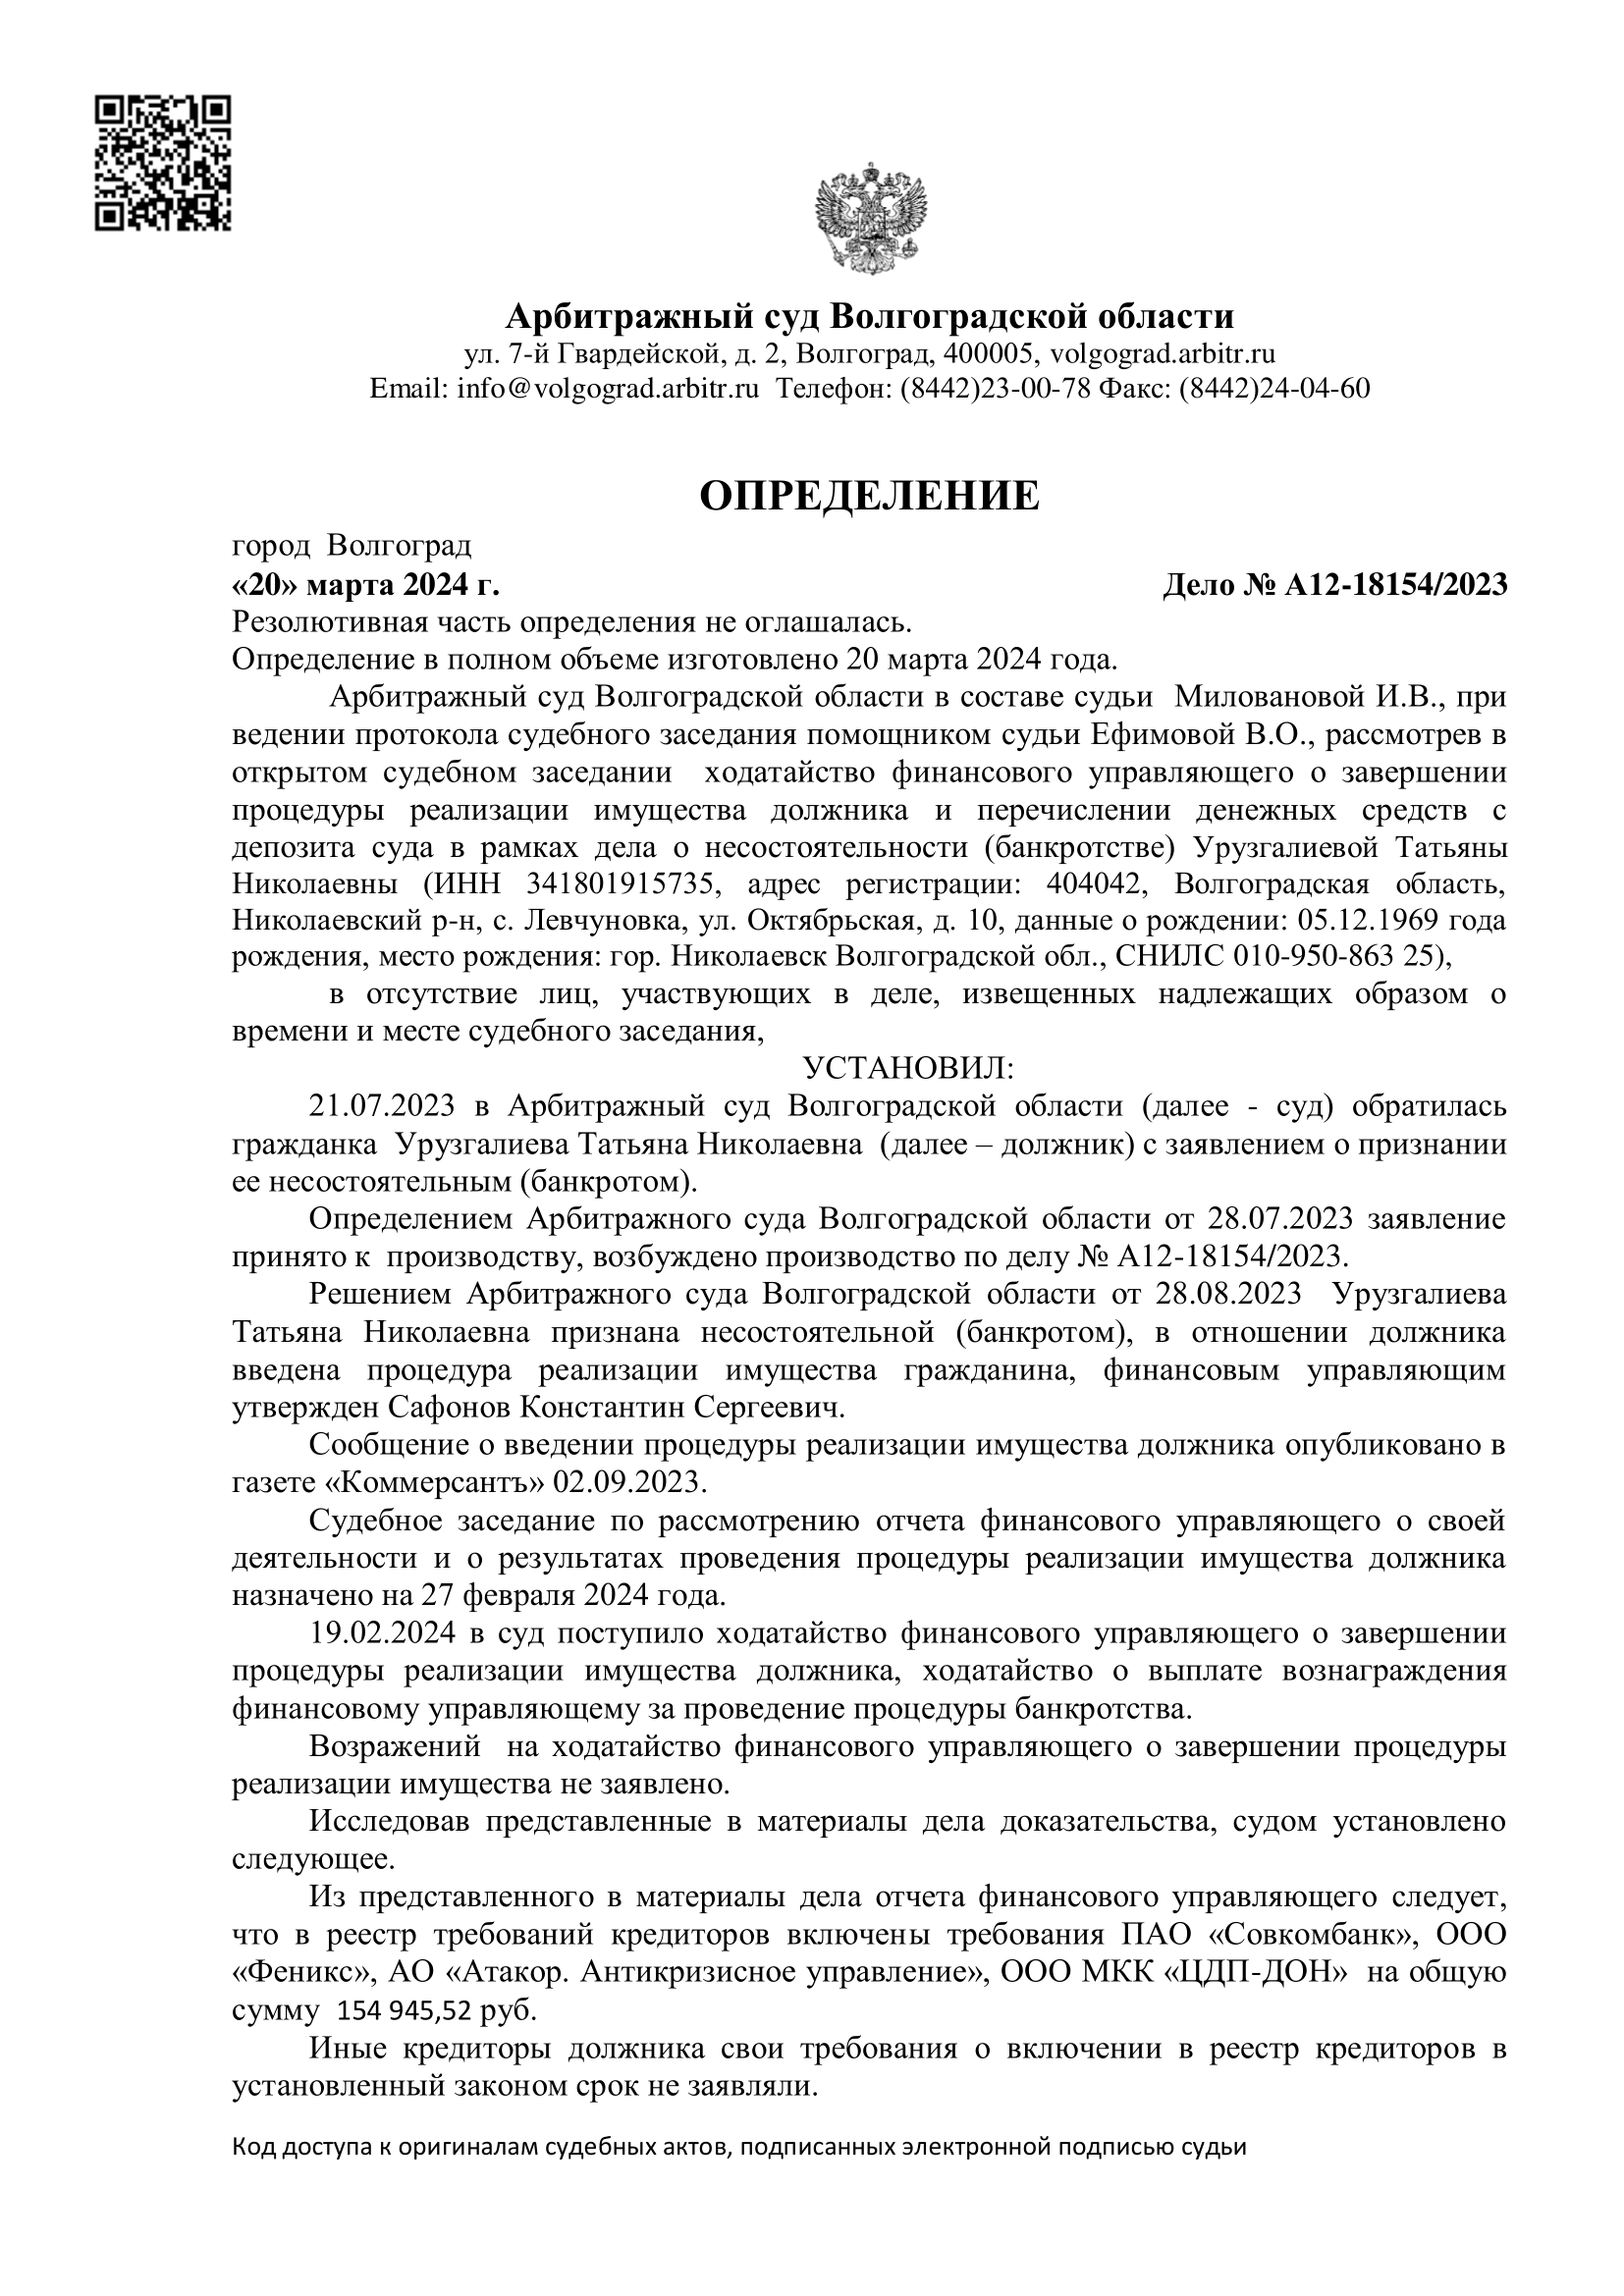 Арбитражный суд Волгоградской области
ул. 7-й Гвардейской, д. 2, Волгоград, 400005, volgograd.arbitr.ru
Email: info@volgograd.arbitr.ru Телефон: (8442)23-00-78 Факс: (8442)24-04-60
ОПРЕДЕЛЕНИЕ
город Волгоград
«20» марта 2024 г. Дело № А12-18154/2023
Резолютивная часть определения не оглашалась.
Определение в полном объеме изготовлено 20 марта 2024 года.
Арбитражный суд Волгоградской области в составе судьи Миловановой И.В., при
ведении протокола судебного заседания помощником судьи Ефимовой В.О., рассмотрев в
открытом судебном заседании ходатайство финансового управляющего о завершении
процедуры реализации имущества должника и перечислении денежных средств с
депозита суда в рамках дела о несостоятельности (банкротстве) Урузгалиевой Татьяны
Николаевны (ИНН 341801915735, адрес регистрации: 404042, Волгоградская область,
Николаевский р-н, с. Левчуновка, ул. Октябрьская, д. 10, данные о рождении: 05.12.1969 года
рождения, место рождения: гор. Николаевск Волгоградской обл., СНИЛС 010-950-863 25),
в отсутствие лиц, участвующих в деле, извещенных надлежащих образом о
времени и месте судебного заседания,
УСТАНОВИЛ:
21.07.2023 в Арбитражный суд Волгоградской области (далее - суд) обратилась
гражданка Урузгалиева Татьяна Николаевна (далее – должник) с заявлением о признании
ее несостоятельным (банкротом).
Определением Арбитражного суда Волгоградской области от 28.07.2023 заявление
принято к производству, возбуждено производство по делу № А12-18154/2023.
Решением Арбитражного суда Волгоградской области от 28.08.2023 Урузгалиева
Татьяна Николаевна признана несостоятельной (банкротом), в отношении должника
введена процедура реализации имущества гражданина, финансовым управляющим
утвержден Сафонов Константин Сергеевич.
Сообщение о введении процедуры реализации имущества должника опубликовано в
газете «Коммерсантъ» 02.09.2023.
Судебное заседание по рассмотрению отчета финансового управляющего о своей
деятельности и о результатах проведения процедуры реализации имущества должника
назначено на 27 февраля 2024 года.
19.02.2024 в суд поступило ходатайство финансового управляющего о завершении
процедуры реализации имущества должника, ходатайство о выплате вознаграждения
финансовому управляющему за проведение процедуры банкротства.
Возражений на ходатайство финансового управляющего о завершении процедуры
реализации имущества не заявлено.
Исследовав представленные в материалы дела доказательства, судом установлено
следующее.
Из представленного в материалы дела отчета финансового управляющего следует,
что в реестр требований кредиторов включены требования ПАО «Совкомбанк», ООО
«Феникс», АО «Атакор. Антикризисное управление», ООО МКК «ЦДП-ДОН» на общую
сумму 154 945,52 руб.
Иные кредиторы должника свои требования о включении в реестр кредиторов в
установленный законом срок не заявляли.
Код доступа к оригиналам судебных актов, подписанных электронной подписью судьи